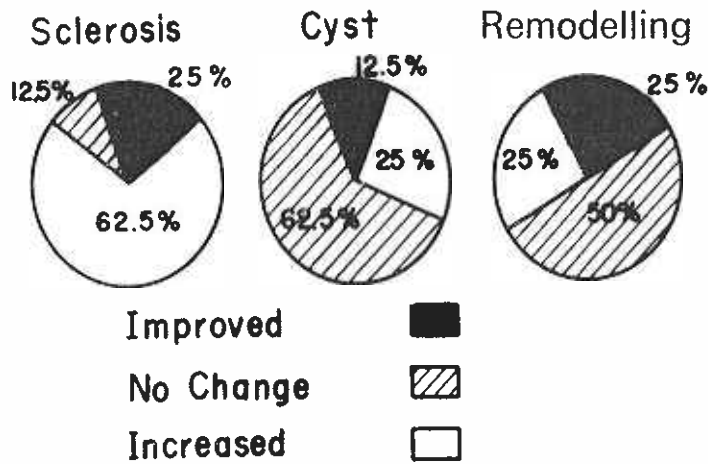 Sclerosis Cyst Remodelling
12.5% 25% 12.5% 25%
25% 25%
62.5% 62.5% 50%
Improved
No Change
Increased